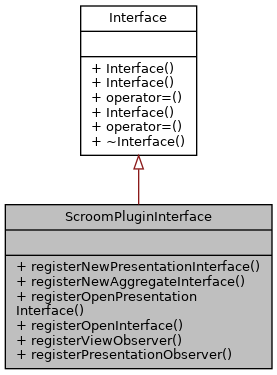 Interface
+ Interface()
+ Interface()
+ operator=()
+ Interface()
+ operator=()
+ ~Interface()
ScroomPluginInterface
+ registerNewPresentationInterface()
+ registerNewAggregateInterface()
+ registerOpenPresentation
Interface()
+ registerOpenInterface()
+ registerViewObserver()
+ registerPresentationObserver()